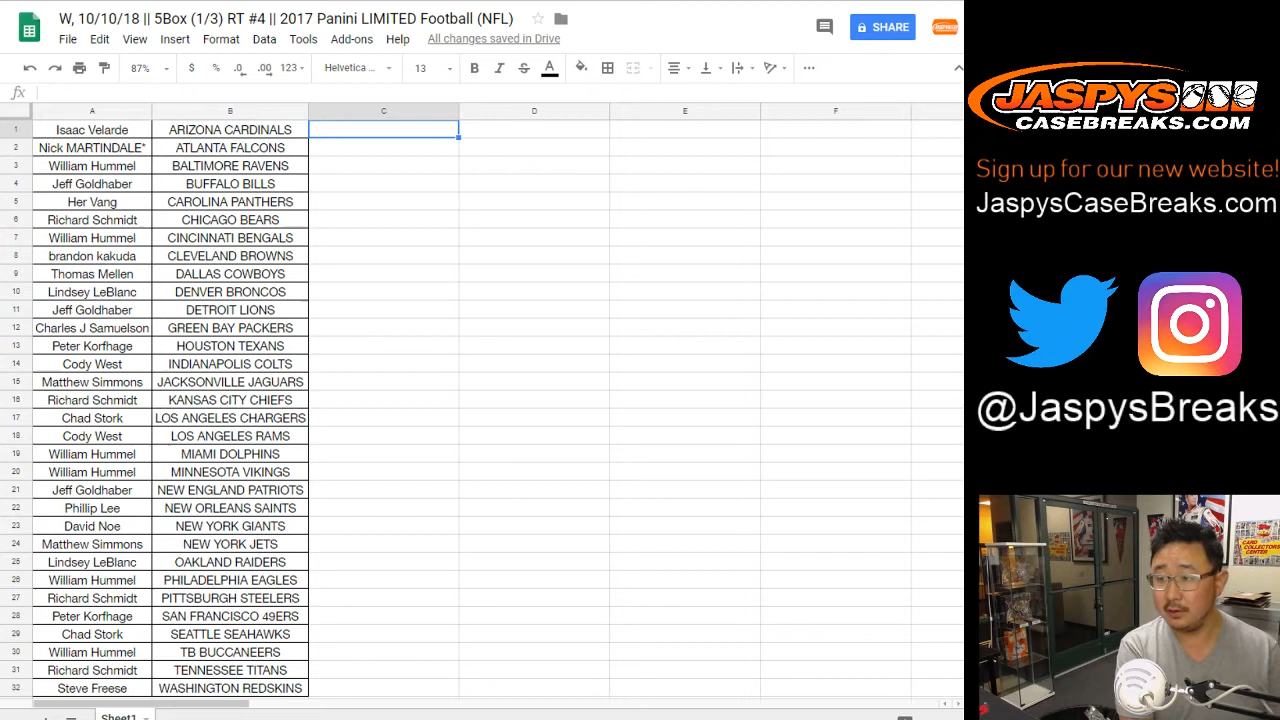 W, 10/10/18 || 5Box (1/3) RT #4 || 2017 Panini LIMITED Football (NFL)
File Edit View Insert Format Data Tools Add-ons Help All changes saved in Drive
SHARE
87% $ % .0 .00 123 Helvetica ... 13 B I S A
fx
A B C D E F
1 Isaac Velarde ARIZONA CARDINALS
2 Nick MARTINDALE* ATLANTA FALCONS
3 William Hummel BALTIMORE RAVENS
4 Jeff Goldhaber BUFFALO BILLS
5 Her Vang CAROLINA PANTHERS
6 Richard Schmidt CHICAGO BEARS
7 William Hummel CINCINNATI BENGALS
8 brandon kakuda CLEVELAND BROWNS
9 Thomas Mellen DALLAS COWBOYS
10 Lindsey LeBlanc DENVER BRONCOS
11 Jeff Goldhaber DETROIT LIONS
12 Charles J Samuelson GREEN BAY PACKERS
13 Peter Korfhage HOUSTON TEXANS
14 Cody West INDIANAPOLIS COLTS
15 Matthew Simmons JACKSONVILLE JAGUARS
16 Richard Schmidt KANSAS CITY CHIEFS
17 Chad Stork LOS ANGELES CHARGERS
18 Cody West LOS ANGELES RAMS
19 William Hummel MIAMI DOLPHINS
20 William Hummel MINNESOTA VIKINGS
21 Jeff Goldhaber NEW ENGLAND PATRIOTS
22 Phillip Lee NEW ORLEANS SAINTS
23 David Noe NEW YORK GIANTS
24 Matthew Simmons NEW YORK JETS
25 Lindsey LeBlanc OAKLAND RAIDERS
26 William Hummel PHILADELPHIA EAGLES
27 Richard Schmidt PITTSBURGH STEELERS
28 Peter Korfhage SAN FRANCISCO 49ERS
29 Chad Stork SEATTLE SEAHAWKS
30 William Hummel TB BUCCANEERS
31 Richard Schmidt TENNESSEE TITANS
32 Steve Freese WASHINGTON REDSKINS
Sheet1
JASPYS
CASEBREAKS.COM
Sign up for our new website!
JaspysCaseBreaks.com
@JaspysBreaks
CARD
COLLECTORS
CENTER